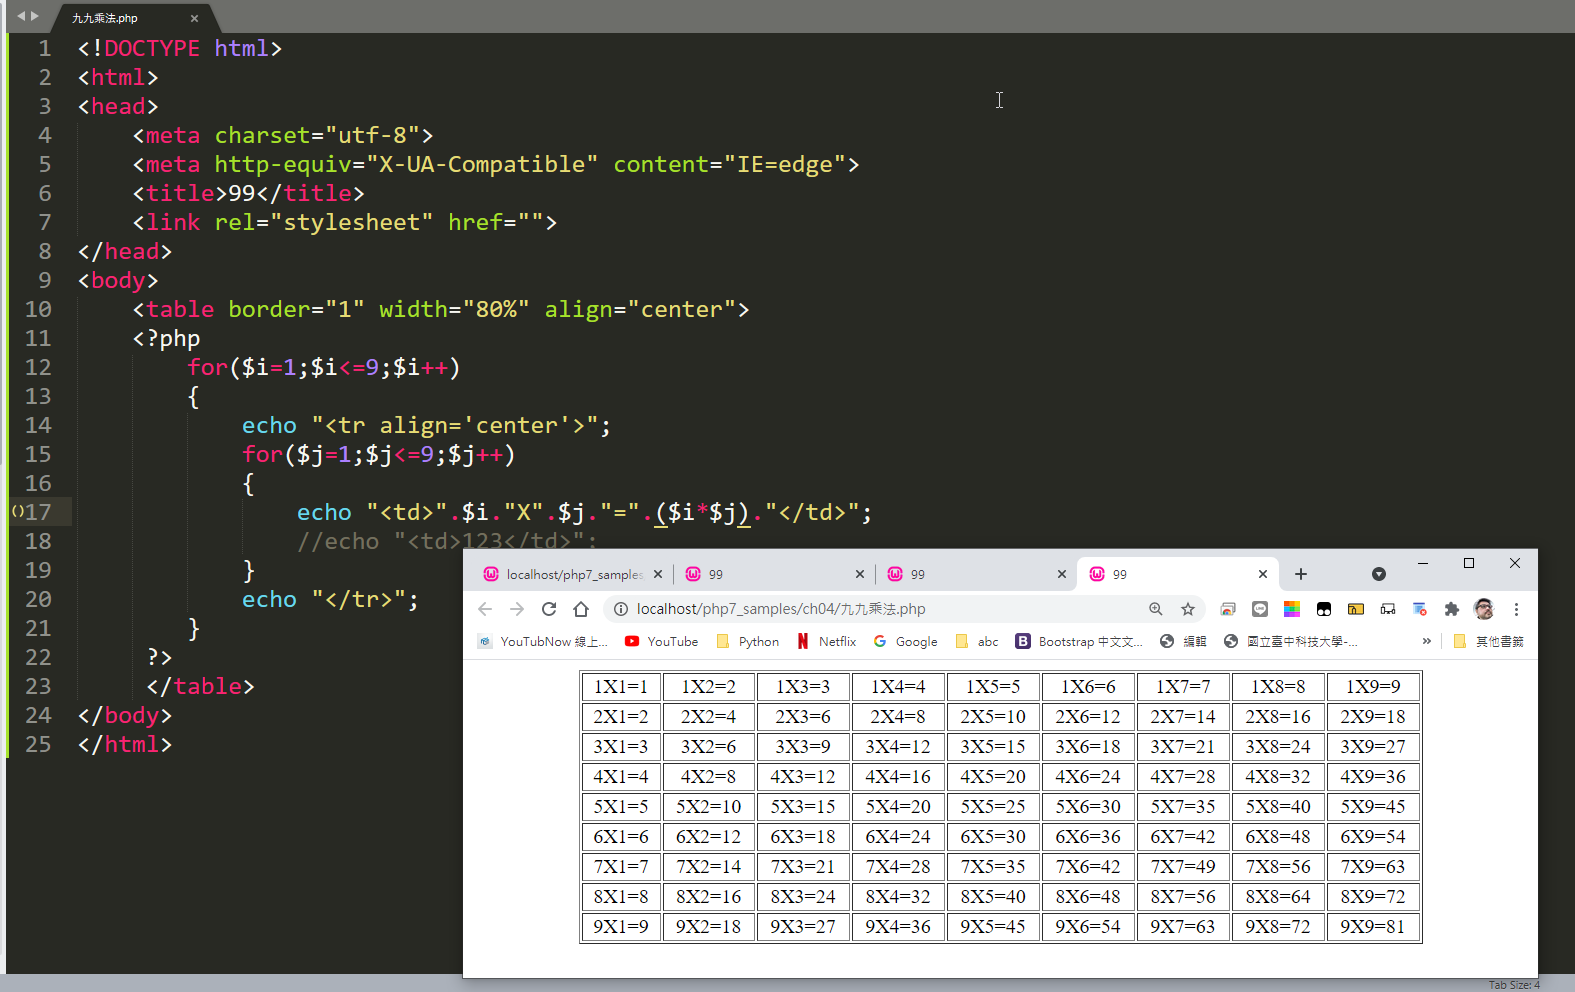 九九乘法.php
1 <!DOCTYPE html>
2 <html>
3 <head>
4 <meta charset="utf-8">
5 <meta http-equiv="X-UA-Compatible" content="IE=edge">
6 <title>99</title>
7 <link rel="stylesheet" href="">
8 </head>
9 <body>
10 <table border="1" width="80%" align="center">
11 <?php
12 for($i=1;$i<=9;$i++)
13 {
14 echo "<tr align='center'>";
15 for($j=1;$j<=9;$j++)
16 {
17 echo "<td>".$i."X".$j."=".($i*$j)."</td>";
18 //echo "<td>123</td>";
19 }
20 echo "</tr>";
21 }
22 ?>
23 </table>
24 </body>
25 </html>
localhost/php7_samples 99 99 99
localhost/php7_samples/ch04/九九乘法.php
YouTubNow 線上... YouTube Python Netflix Google abc Bootstrap 中文文... 編輯 國立臺中科技大學-... » 其他書籤
1X1=1 1X2=2 1X3=3 1X4=4 1X5=5 1X6=6 1X7=7 1X8=8 1X9=9
2X1=2 2X2=4 2X3=6 2X4=8 2X5=10 2X6=12 2X7=14 2X8=16 2X9=18
3X1=3 3X2=6 3X3=9 3X4=12 3X5=15 3X6=18 3X7=21 3X8=24 3X9=27
4X1=4 4X2=8 4X3=12 4X4=16 4X5=20 4X6=24 4X7=28 4X8=32 4X9=36
5X1=5 5X2=10 5X3=15 5X4=20 5X5=25 5X6=30 5X7=35 5X8=40 5X9=45
6X1=6 6X2=12 6X3=18 6X4=24 6X5=30 6X6=36 6X7=42 6X8=48 6X9=54
7X1=7 7X2=14 7X3=21 7X4=28 7X5=35 7X6=42 7X7=49 7X8=56 7X9=63
8X1=8 8X2=16 8X3=24 8X4=32 8X5=40 8X6=48 8X7=56 8X8=64 8X9=72
9X1=9 9X2=18 9X3=27 9X4=36 9X5=45 9X6=54 9X7=63 9X8=72 9X9=81
Tab Size: 4